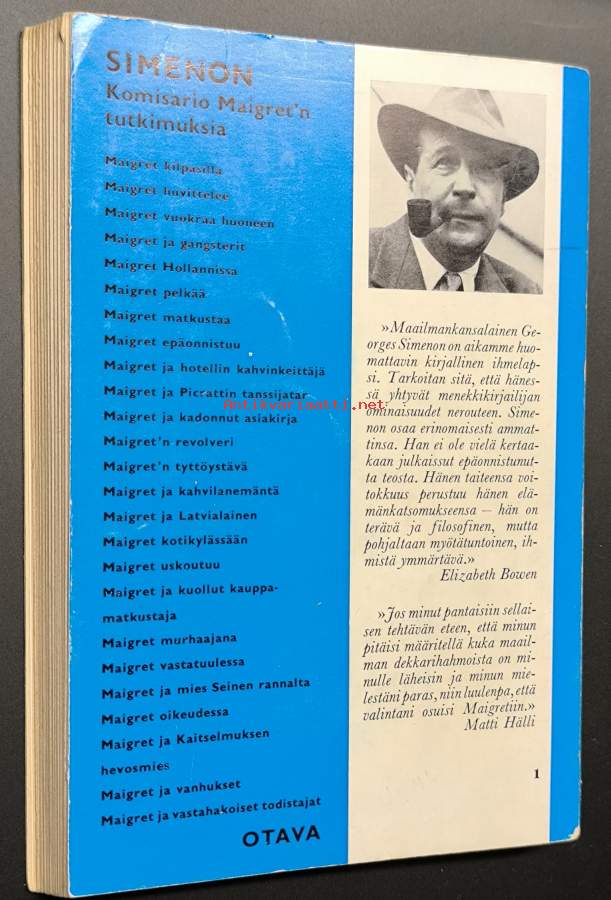 SIMENON
Komisario Maigret'n
tutkimuksia
Maigret kilpasilla
Maigret huvittelee
Maigret vuokraa huoneen
Maigret ja gangsterit
Maigret Hollannissa
Maigret pelkää
Maigret matkustaa
Maigret epäonnistuu
Maigret ja hotellin kahvinkeittäjä
Maigret ja Picrattin tanssijatar
Maigret ja kadonnut asiakirja
Maigret'n revolveri
Maigret'n tyttöystävä
Maigret ja kahvilanemäntä
Maigret ja Latvialainen
Maigret kotikylässään
Maigret uskoutuu
Maigret ja kuollut kauppa-
matkustaja
Maigret murhaajana
Maigret vastatuulessa
Maigret ja mies Seinen rannalta
Maigret oikeudessa
Maigret ja Kaitselmuksen
hevosmies
Maigret ja vanhukset
Maigret ja vastahakoiset todistajat
OTAVA
»Maailmankansalainen Ge-
orges Simenon on aikamme huo-
mattavin kirjallinen ihmelap-
si. Tarkoitan sitä, että hänes-
sä yhtyvät menekkikirjailijan
ominaisuudet nerouteen. Sime-
non osaa erinomaisesti ammat-
tinsa. Han ei ole vielä kertaa-
kaan julkaissut epäonnistunut-
ta teosta. Hänen taiteensa voi-
tokkuus perustuu hänen elä-
mänkatsomukseensa — hän on
terävä ja filosofinen, mutta
pohjaltaan myötätuntoinen, ih-
mistä ymmärtävä.»
Elizabeth Bowen
»Jos minut pantaisiin sellai-
sen tehtävän eteen, että minun
pitäisi määritellä kuka maail-
man dekkarihahmoista on mi-
nulle läheisin ja minun mie-
lestäni paras, niin luulenpa, että
valintani osuisi Maigretiin.»
Matti Hälli
1
Antikvariaatti.net